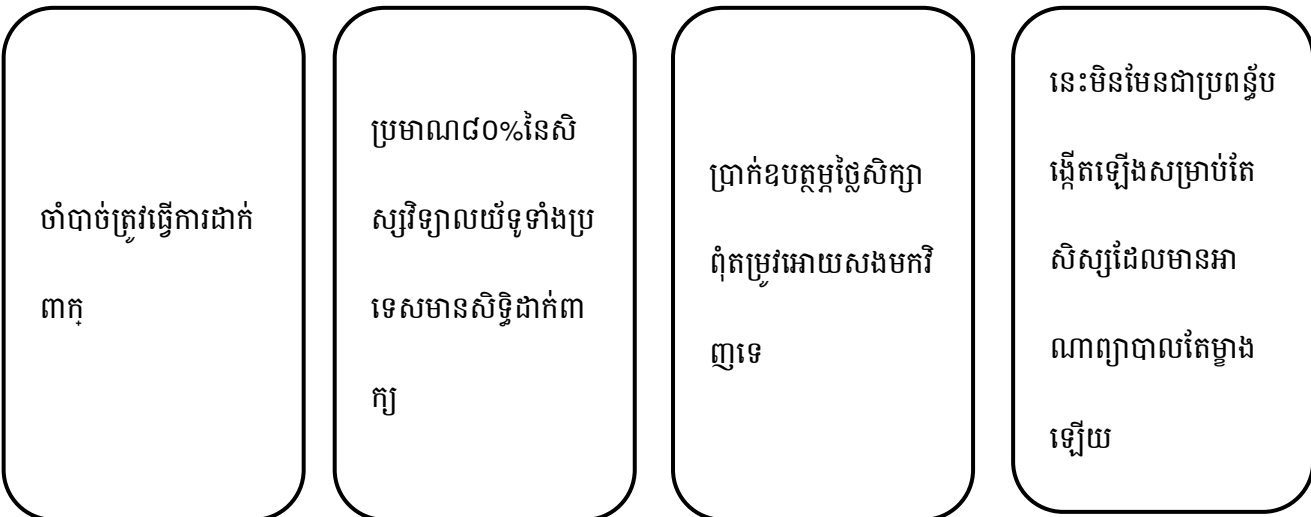 ចាំបាច់ត្រូវធ្វើការដាក់
ពាក្
ប្រមាណ៨០%នៃសិ
ស្សវិទ្យាល័យទូទាំងប្រ
ទេសមានសិទ្ធិដាក់ពា
ក្យ
ប្រាក់ឧបត្ថម្ភថ្លៃសិក្សា
ពុំតម្រូវអោយសងមកវិ
ញទេ
នេះមិនមែនជាប្រពន្ធ័ប
ង្កើតឡើងសម្រាប់តែ
សិស្សដែលមានអា
ណាព្យាបាលតែម្ខាង
ឡើយ